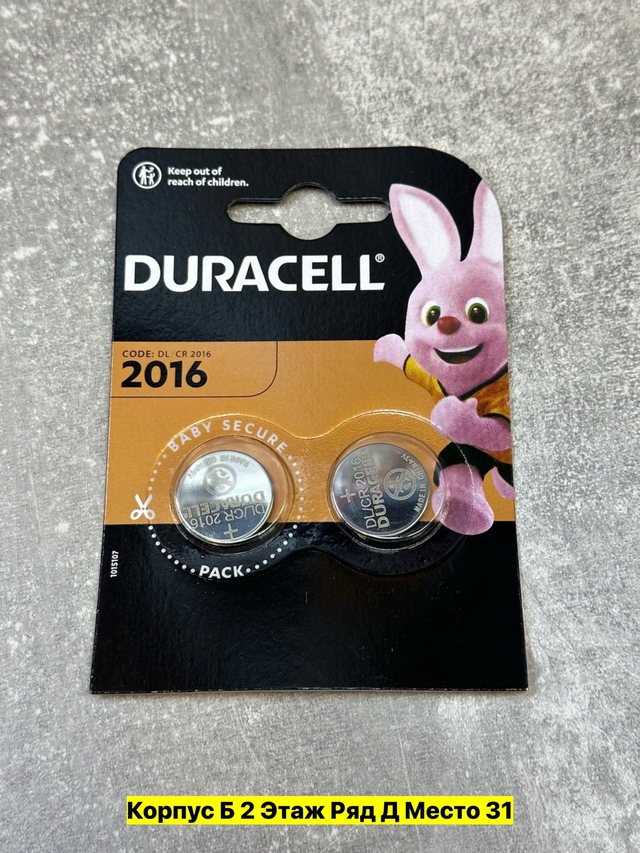 Keep out of
reach of children.
DURACELL®
CODE: DL/CR 2016
2016
BABY SECURE
PACK
DURACELL
DL/CR 2016
+
+
DL/CR 2016
DURACELL
MADE IN
3V
1015107
Корпус Б 2 Этаж Ряд Д Место 31